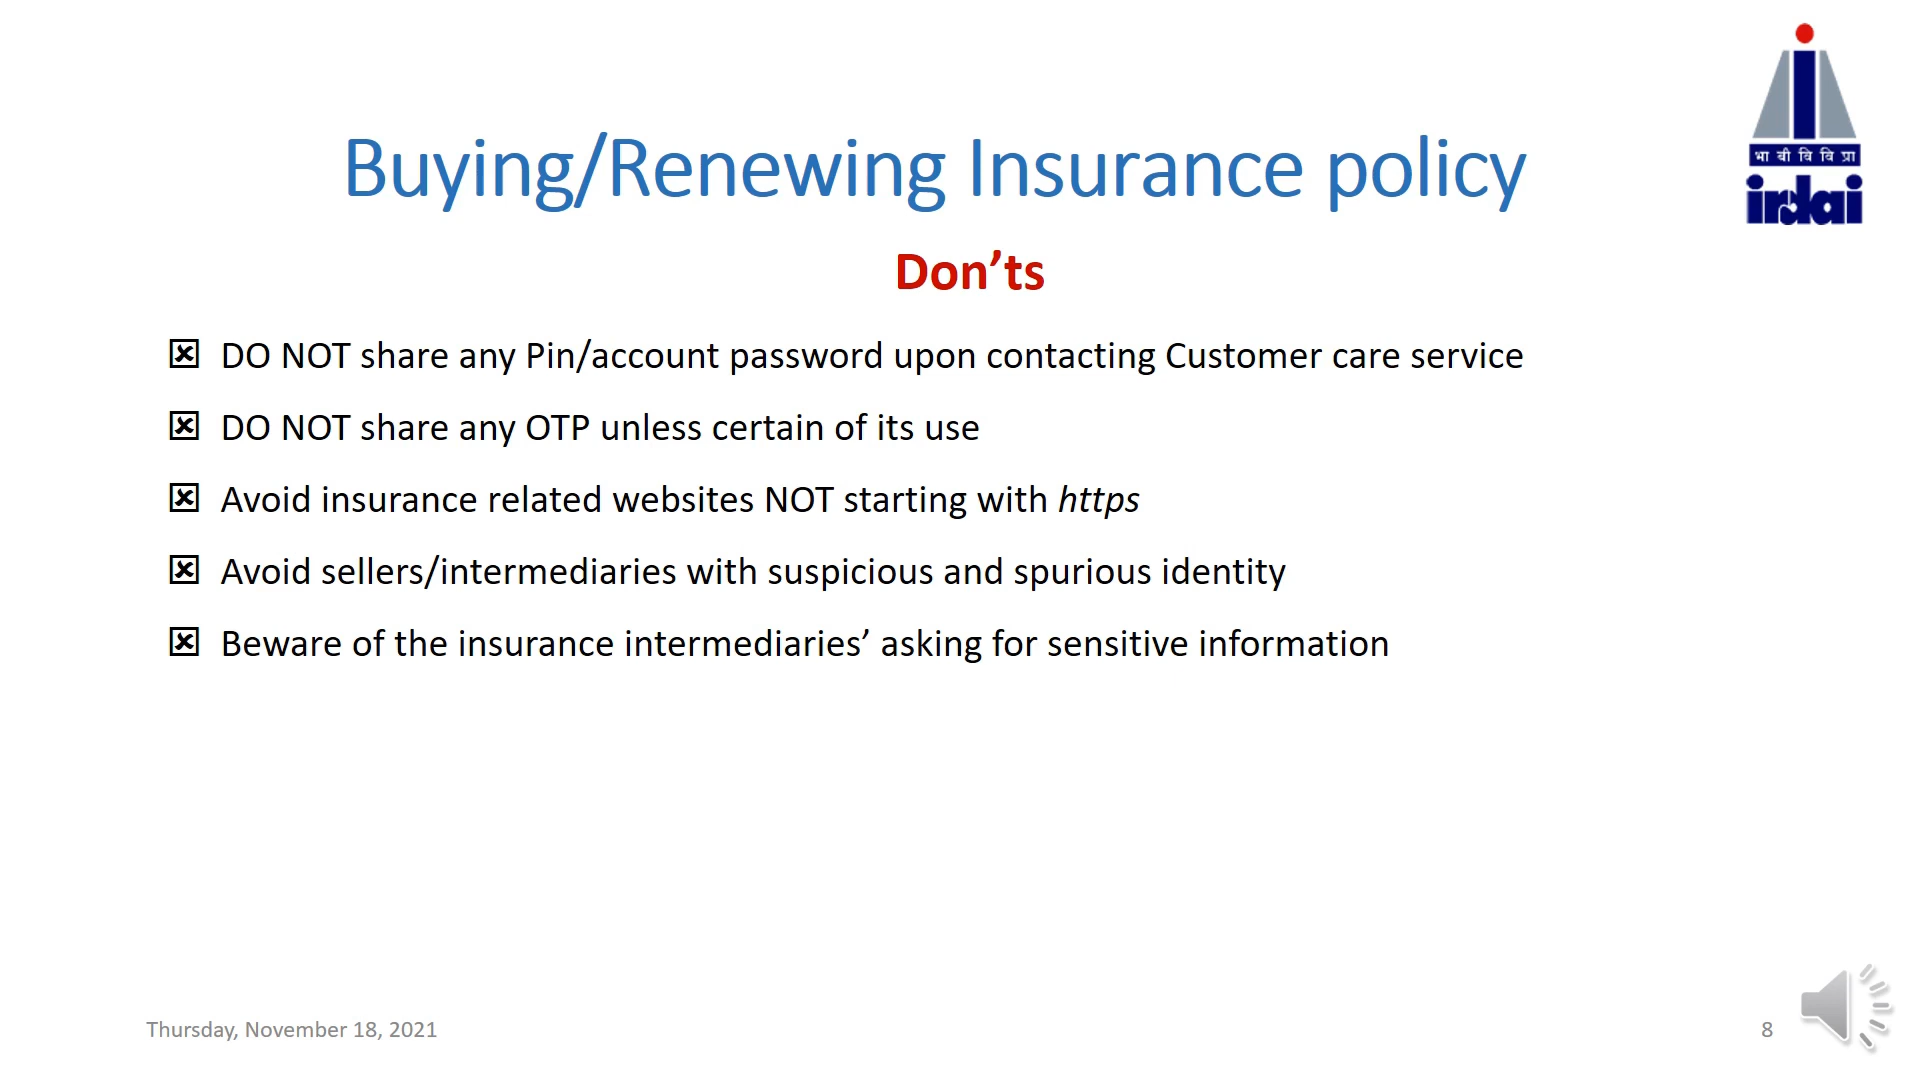 भा बी वि वि प्रा
irdai
Buying/Renewing Insurance policy
Don’ts
DO NOT share any Pin/account password upon contacting Customer care service
DO NOT share any OTP unless certain of its use
Avoid insurance related websites NOT starting with https
Avoid sellers/intermediaries with suspicious and spurious identity
Beware of the insurance intermediaries’ asking for sensitive information
Thursday, November 18, 2021
8